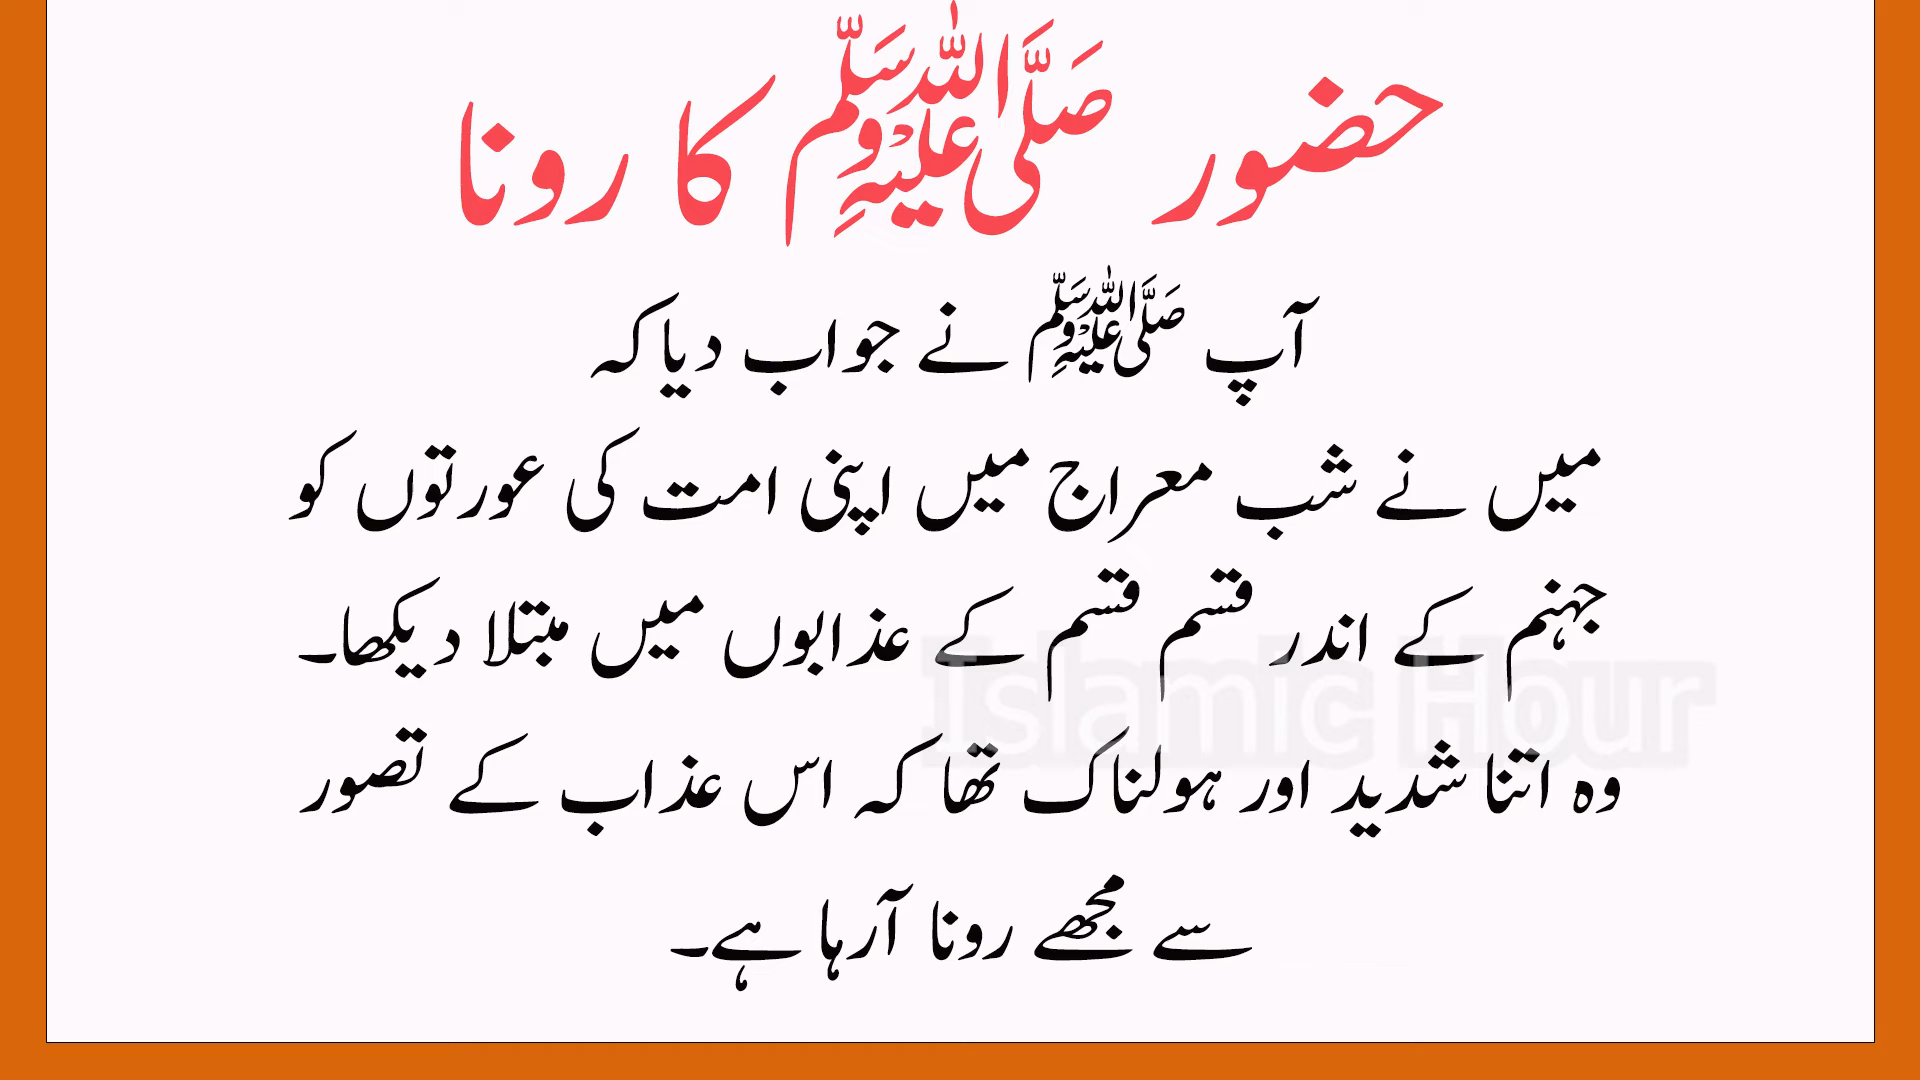 حضور ﷺ کا رونا
آپ ﷺ نے جواب دیا کہ
میں نے شب معراج میں اپنی امت کی عورتوں کو
جہنم کے اندر قسم قسم کے عذابوں میں مبتلا دیکھا۔
Islamic Hour
وہ اتنا شدید اور ہولناک تھا کہ اس عذاب کے تصور
سے مجھے رونا آرہا ہے۔